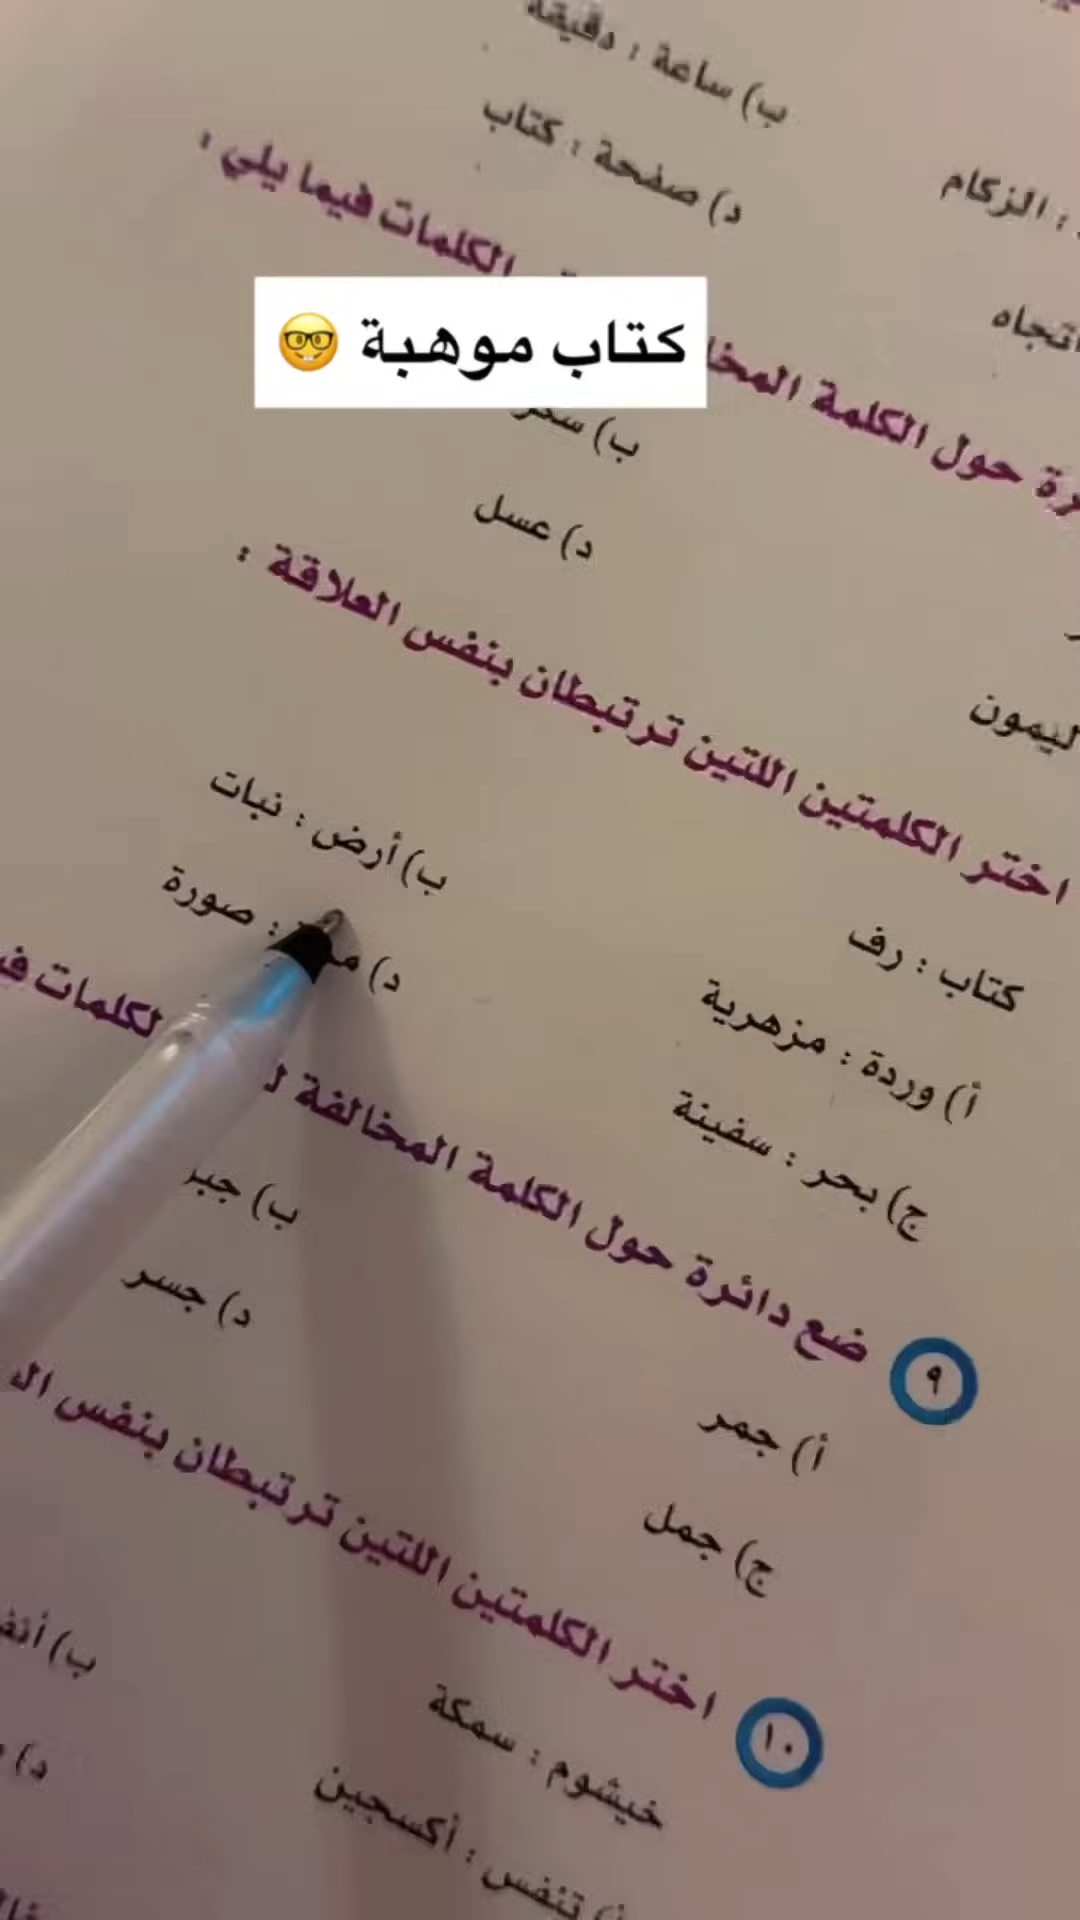 ب) ساعة : دقيقة
: الزكام
د) صفحة : كتاب
اتجاه
حول الكلمة الكلمات فيما يلي :
كتاب موهبة 🤓
ب)
ليمون
د) عسل
اختر الكلمتين اللتين ترتبطان بنفس العلاقة :
كتاب : رف
أ) وردة : مزهرية
ب) أرض : نبات
ج) بحر : سفينة
د) : صورة
٩ ضع دائرة حول الكلمة المخالفة
أ) جمر
ب) جبر
ج) جمل
د) جسر
١٠ اختر الكلمتين اللتين ترتبطان بنفس
خيشوم : سمكة
تنفس : أكسجين
ب)
د)